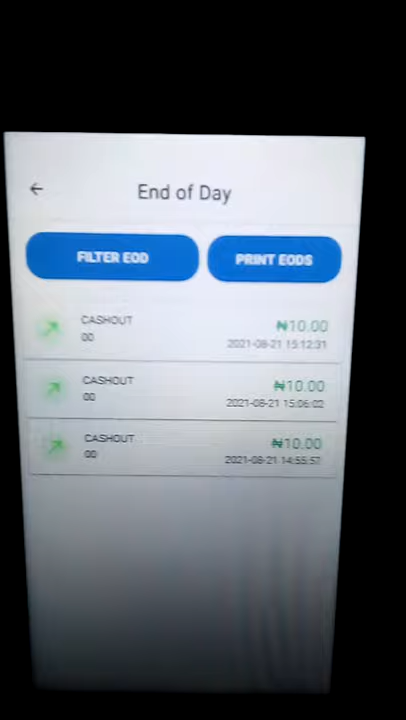 End of Day
FILTER EOD
PRINT EODS
CASHOUT
₦10.00
00
2021-08-21 15:12:31
CASHOUT
₦10.00
00
2021-08-21 15:06:02
CASHOUT
₦10.00
00
2021-08-21 14:55:57